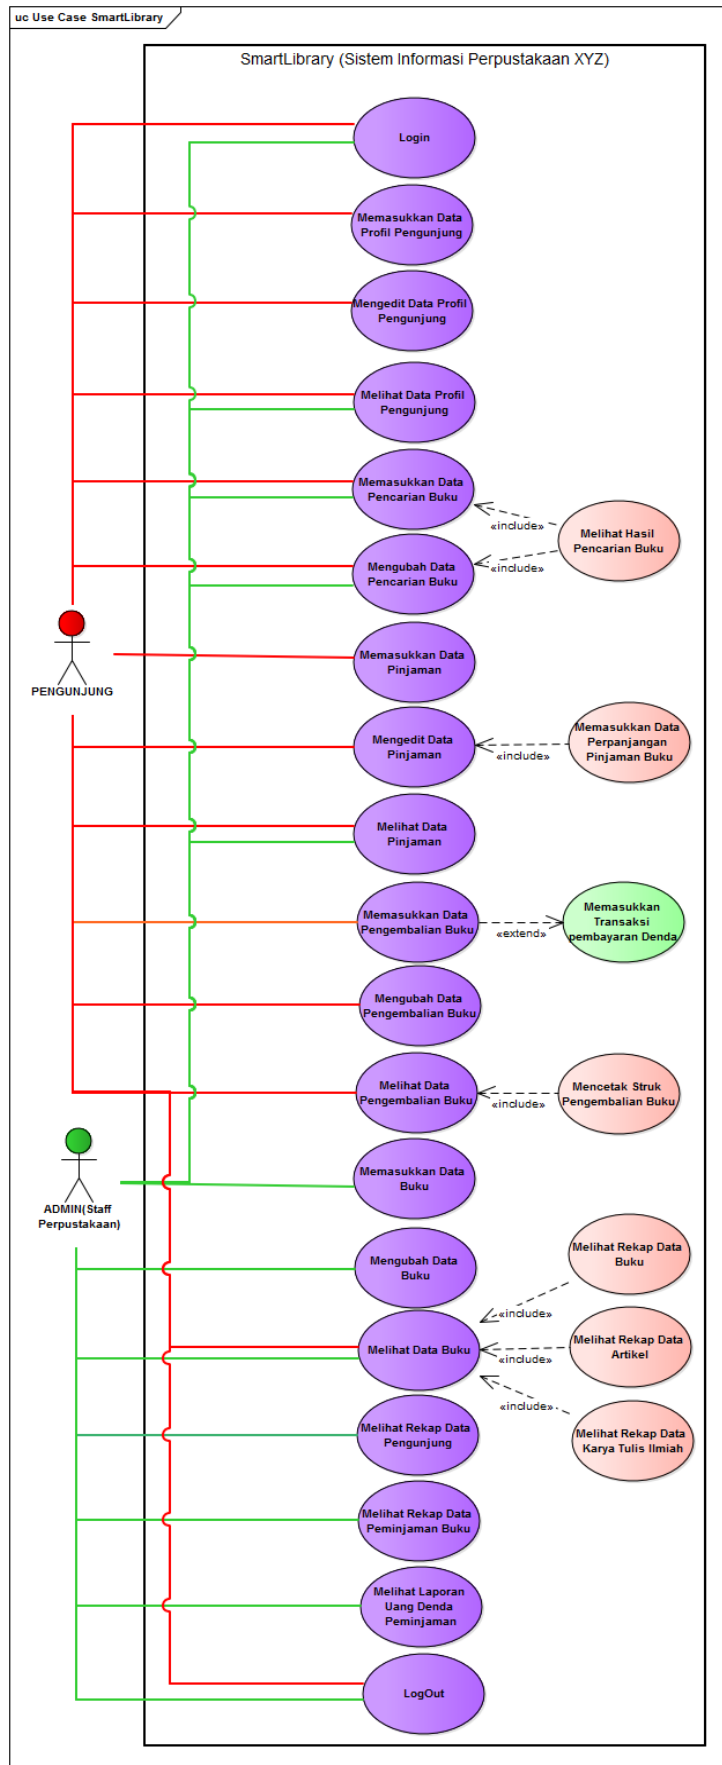 uc Use Case SmartLibrary
SmartLibrary (Sistem Informasi Perpustakaan XYZ)
Login
Memasukkan Data
Profil Pengunjung
Mengedit Data Profil
Pengunjung
Melihat Data Profil
Pengunjung
Memasukkan Data
Pencarian Buku
«include»
Melihat Hasil
Pencarian Buku
Mengubah Data
Pencarian Buku
«include»
PENGUNJUNG
Memasukkan Data
Pinjaman
Mengedit Data
Pinjaman
«include»
Memasukkan Data
Perpanjangan
Pinjaman Buku
Melihat Data
Pinjaman
Memasukkan Data
Pengembalian Buku
«extend»
Memasukkan
Transaksi
pembayaran Denda
Mengubah Data
Pengembalian Buku
Melihat Data
Pengembalian Buku
«include»
Mencetak Struk
Pengembalian Buku
ADMIN(Staff
Perpustakaan)
Memasukkan Data
Buku
Mengubah Data
Buku
Melihat Rekap Data
Buku
«include»
Melihat Data Buku
«include»
Melihat Rekap Data
Artikel
«include»
Melihat Rekap Data
Karya Tulis Ilmiah
Melihat Rekap Data
Pengunjung
Melihat Rekap Data
Peminjaman Buku
Melihat Laporan
Uang Denda
Peminjaman
LogOut